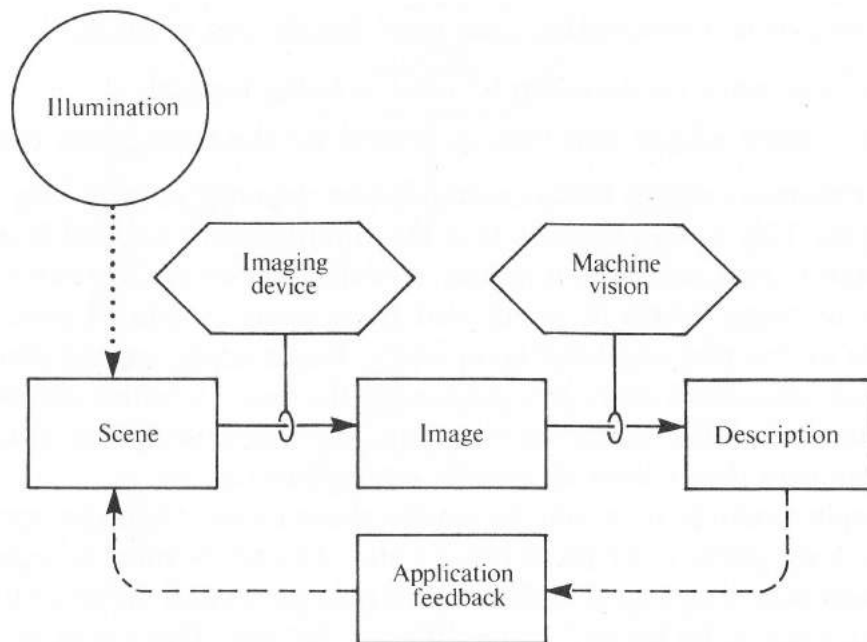 Illumination
Imaging
device
Machine
vision
Scene
Image
Description
Application
feedback